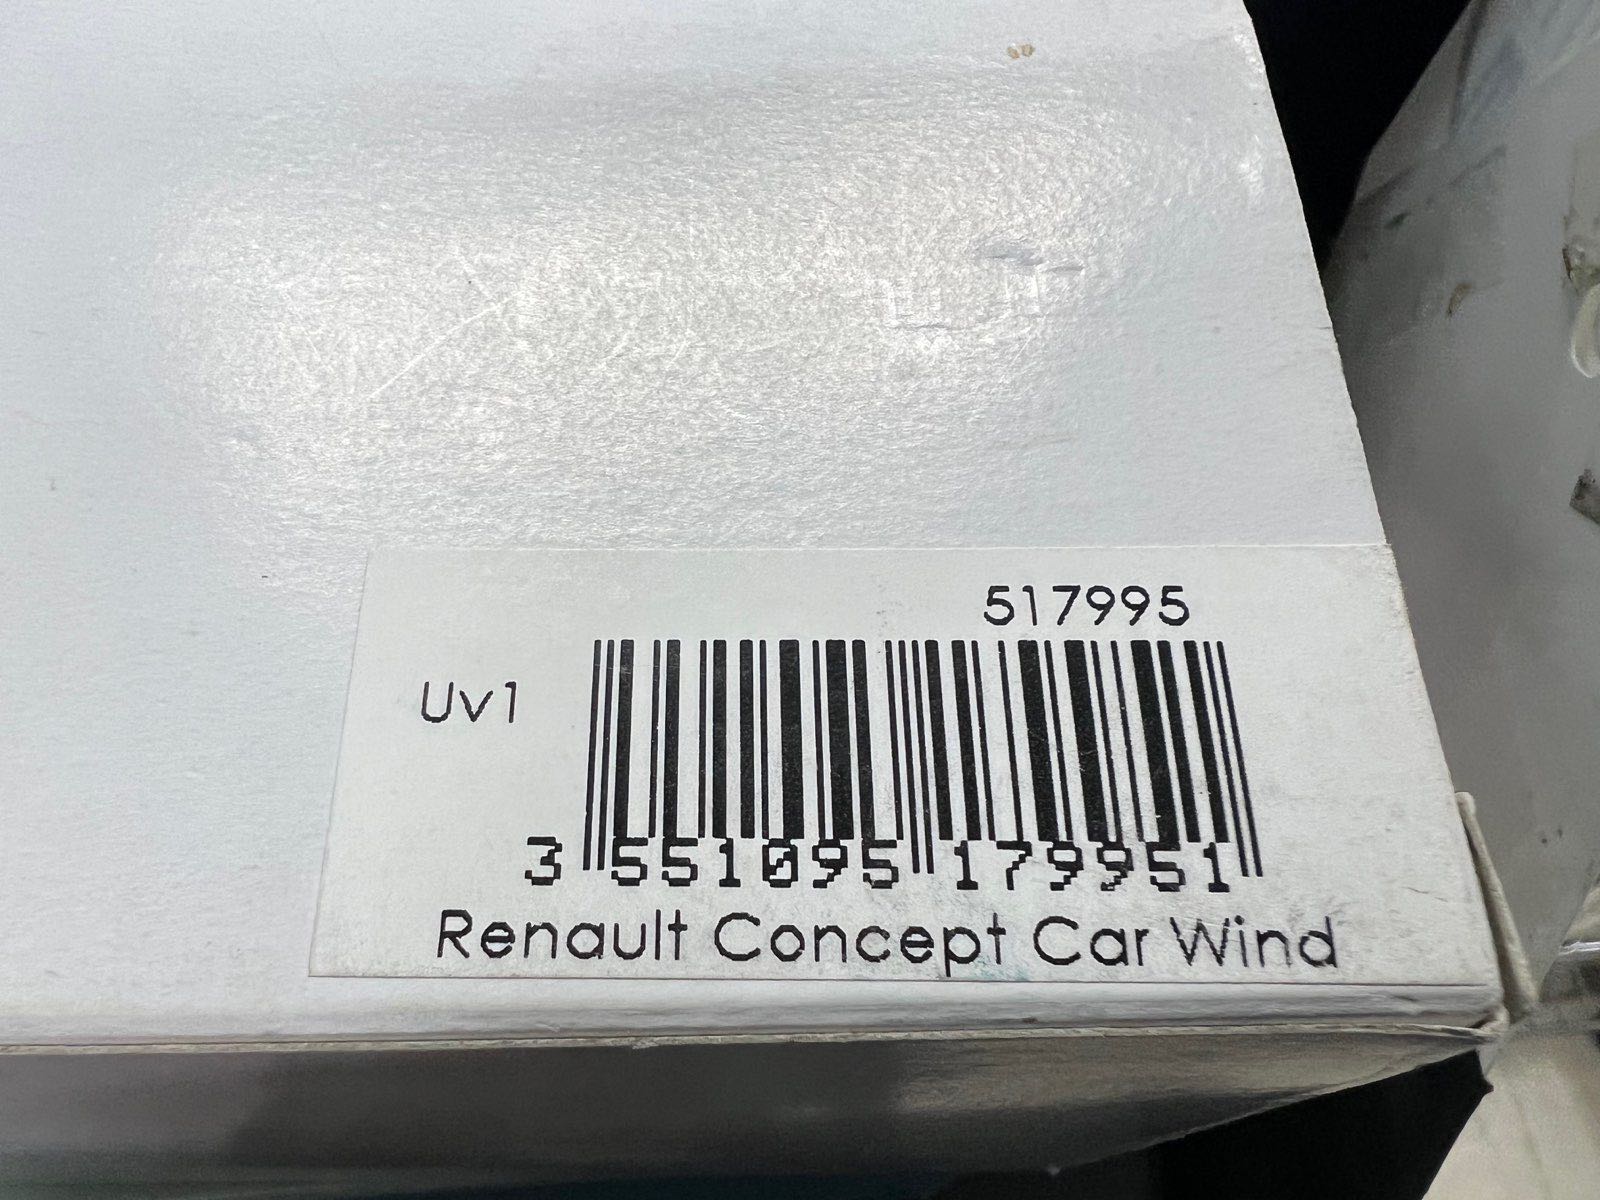 517995
Uv1
3 551095 179951
Renault Concept Car Wind